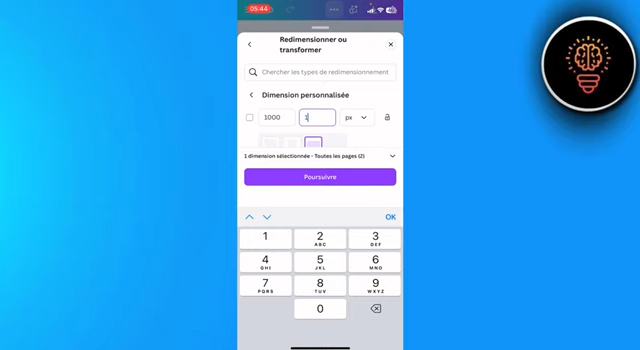 05:44
Redimensionner ou
transformer
Chercher les types de redimensionnement
Dimension personnalisée
1000 1 px
1 dimension sélectionnée - Toutes les pages (2)
Poursuivre
OK
1 2 3
ABC DEF
4 5 6
GHI JKL MNO
7 8 9
PQRS TUV WXYZ
0